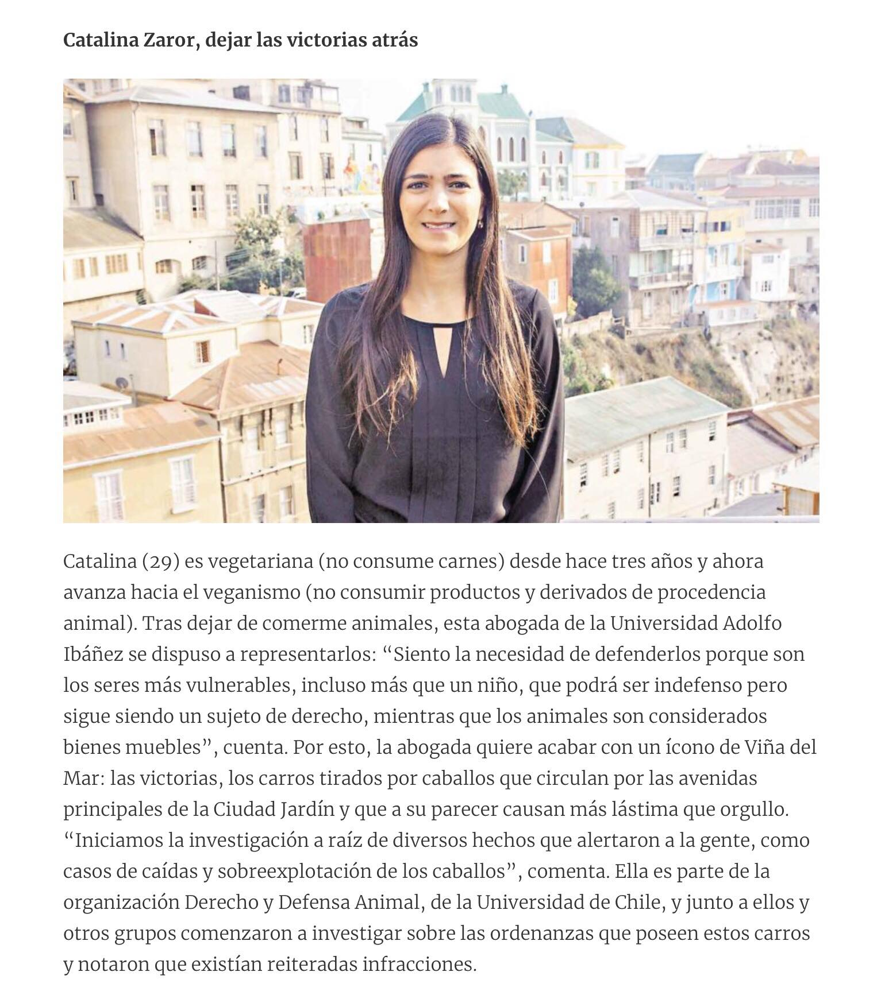 Catalina Zaror, dejar las victorias atrás
Catalina (29) es vegetariana (no consume carnes) desde hace tres años y ahora
avanza hacia el veganismo (no consumir productos y derivados de procedencia
animal). Tras dejar de comerme animales, esta abogada de la Universidad Adolfo
Ibáñez se dispuso a representarlos: “Siento la necesidad de defenderlos porque son
los seres más vulnerables, incluso más que un niño, que podrá ser indefenso pero
sigue siendo un sujeto de derecho, mientras que los animales son considerados
bienes muebles”, cuenta. Por esto, la abogada quiere acabar con un ícono de Viña del
Mar: las victorias, los carros tirados por caballos que circulan por las avenidas
principales de la Ciudad Jardín y que a su parecer causan más lástima que orgullo.
“Iniciamos la investigación a raíz de diversos hechos que alertaron a la gente, como
casos de caídas y sobreexplotación de los caballos”, comenta. Ella es parte de la
organización Derecho y Defensa Animal, de la Universidad de Chile, y junto a ellos y
otros grupos comenzaron a investigar sobre las ordenanzas que poseen estos carros
y notaron que existían reiteradas infracciones.